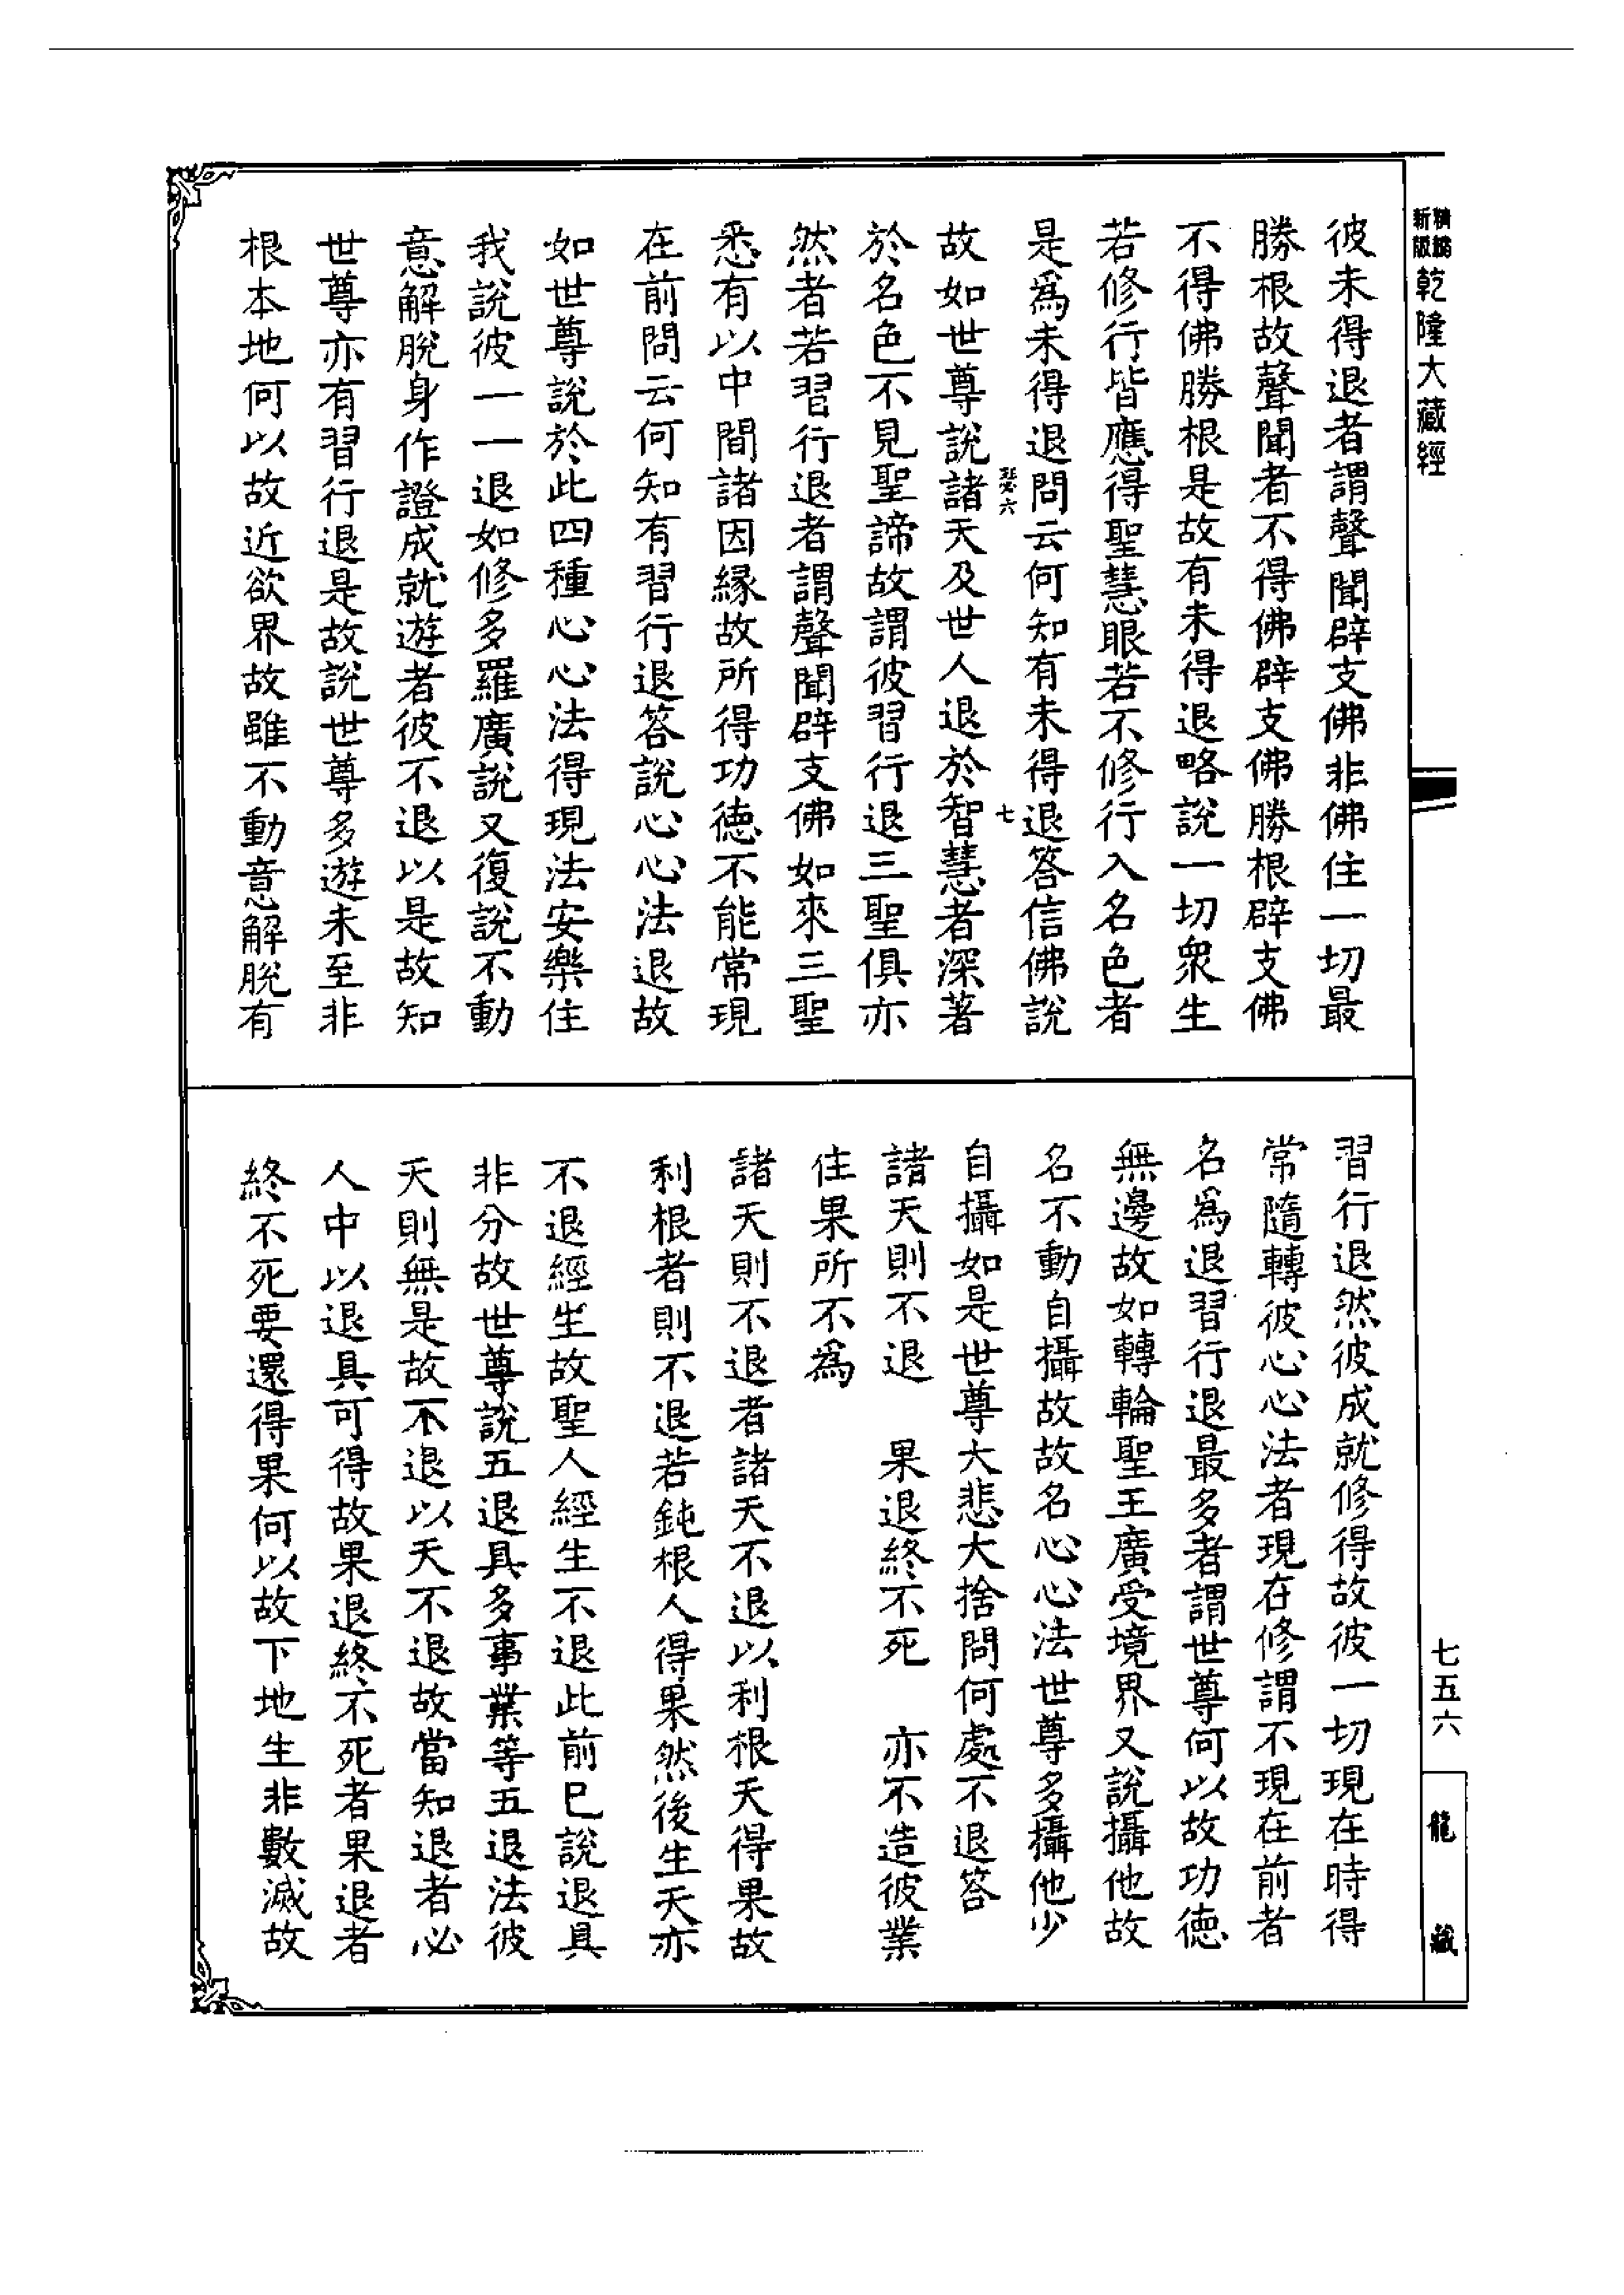 新版
乾隆大藏經
彼未得退者謂聲聞辟支佛非佛住一切最
勝根故聲聞者不得佛辟支佛勝根辟支佛
不得佛勝根是故有未得退略說一切衆生
若修行皆應得聖慧眼若不修行入名色者
是爲未得退問云何知有未得退答信佛說
六
七
故如世尊說諸天及世人退於智慧者深著
於名色不見聖諦故謂彼習行退三聖俱亦
然者若習行退者謂聲聞辟支佛如來三聖
悉有以中間諸因緣故所得功德不能常現
在前問云何知有習行退答說心心法退故
如世尊說於此四種心心法得現法安樂住
我說彼一一退如修多羅廣說又復說不動
意解脫身作證成就遊者彼不退以是故知
世尊亦有習行退是故說世尊多遊未至非
根本地何以故近欲界故雖不動意解脫有
習行退然彼成就修得故彼一切現在時得
常隨轉彼心心法者現在修謂不現在前者
名爲退習行退最多者謂世尊何以故功德
無邊故如轉輪聖王廣受境界又說攝他故
名不動自攝故故名心心法世尊多攝他少
自攝如是世尊大悲大捨問何處不退答
諸天則不退　果退終不死　亦不造彼業
住果所不爲
諸天則不退者諸天不退以利根天得果故
利根者則不退若鈍根人得果然後生天亦
不退經生故聖人經生不退此前已說退具
非分故世尊說五退具多事業等五退法彼
天則無是故不退以天不退故當知退者必
人中以退具可得故果退終不死者果退者
終不死要還得果何以故下地生非數滅故
七五六
龍藏